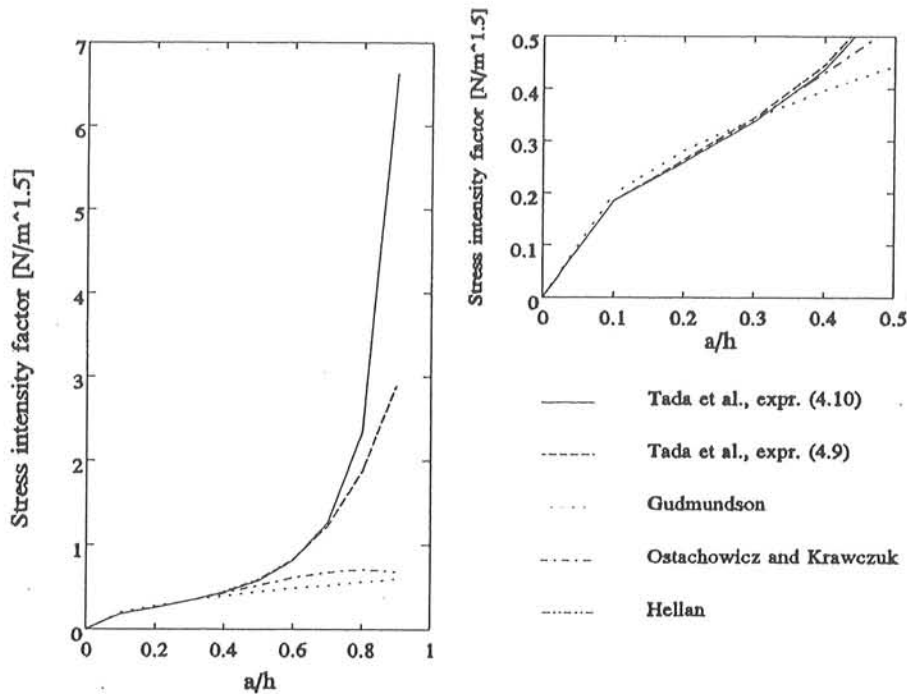 Stress intensity factor [N/m^1.5]
7
6
5
4
3
2
1
0
0 0.2 0.4 0.6 0.8 1
a/h
Stress intensity factor [N/m^1.5]
0.5
0.4
0.3
0.2
0.1
0
0 0.1 0.2 0.3 0.4 0.5
a/h
Tada et al., expr. (4.10)
Tada et al., expr. (4.9)
Gudmundson
Ostachowicz and Krawczuk
Hellan